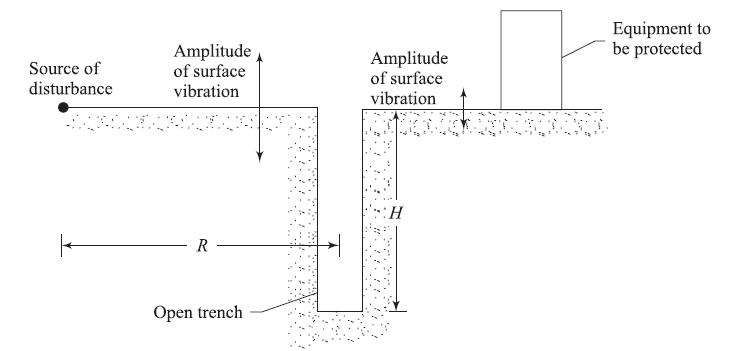 Source of
disturbance
Amplitude
of surface
vibration
Amplitude
of surface
vibration
Equipment to
be protected
H
R
Open trench